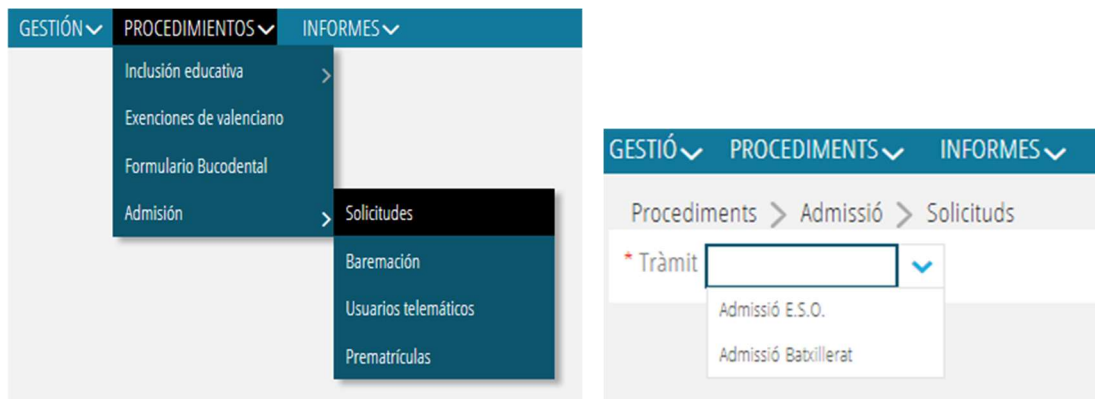 GESTIÓN PROCEDIMIENTOS INFORMES
Inclusión educativa
Exenciones de valenciano
Formulario Bucodental
Admisión
Solicitudes
Baremación
Usuarios telemáticos
Prematrículas
GESTIÓ PROCEDIMENTS INFORMES
Procediments > Admissió > Solicituds
* Tràmit
Admissió E.S.O.
Admissió Batxillerat